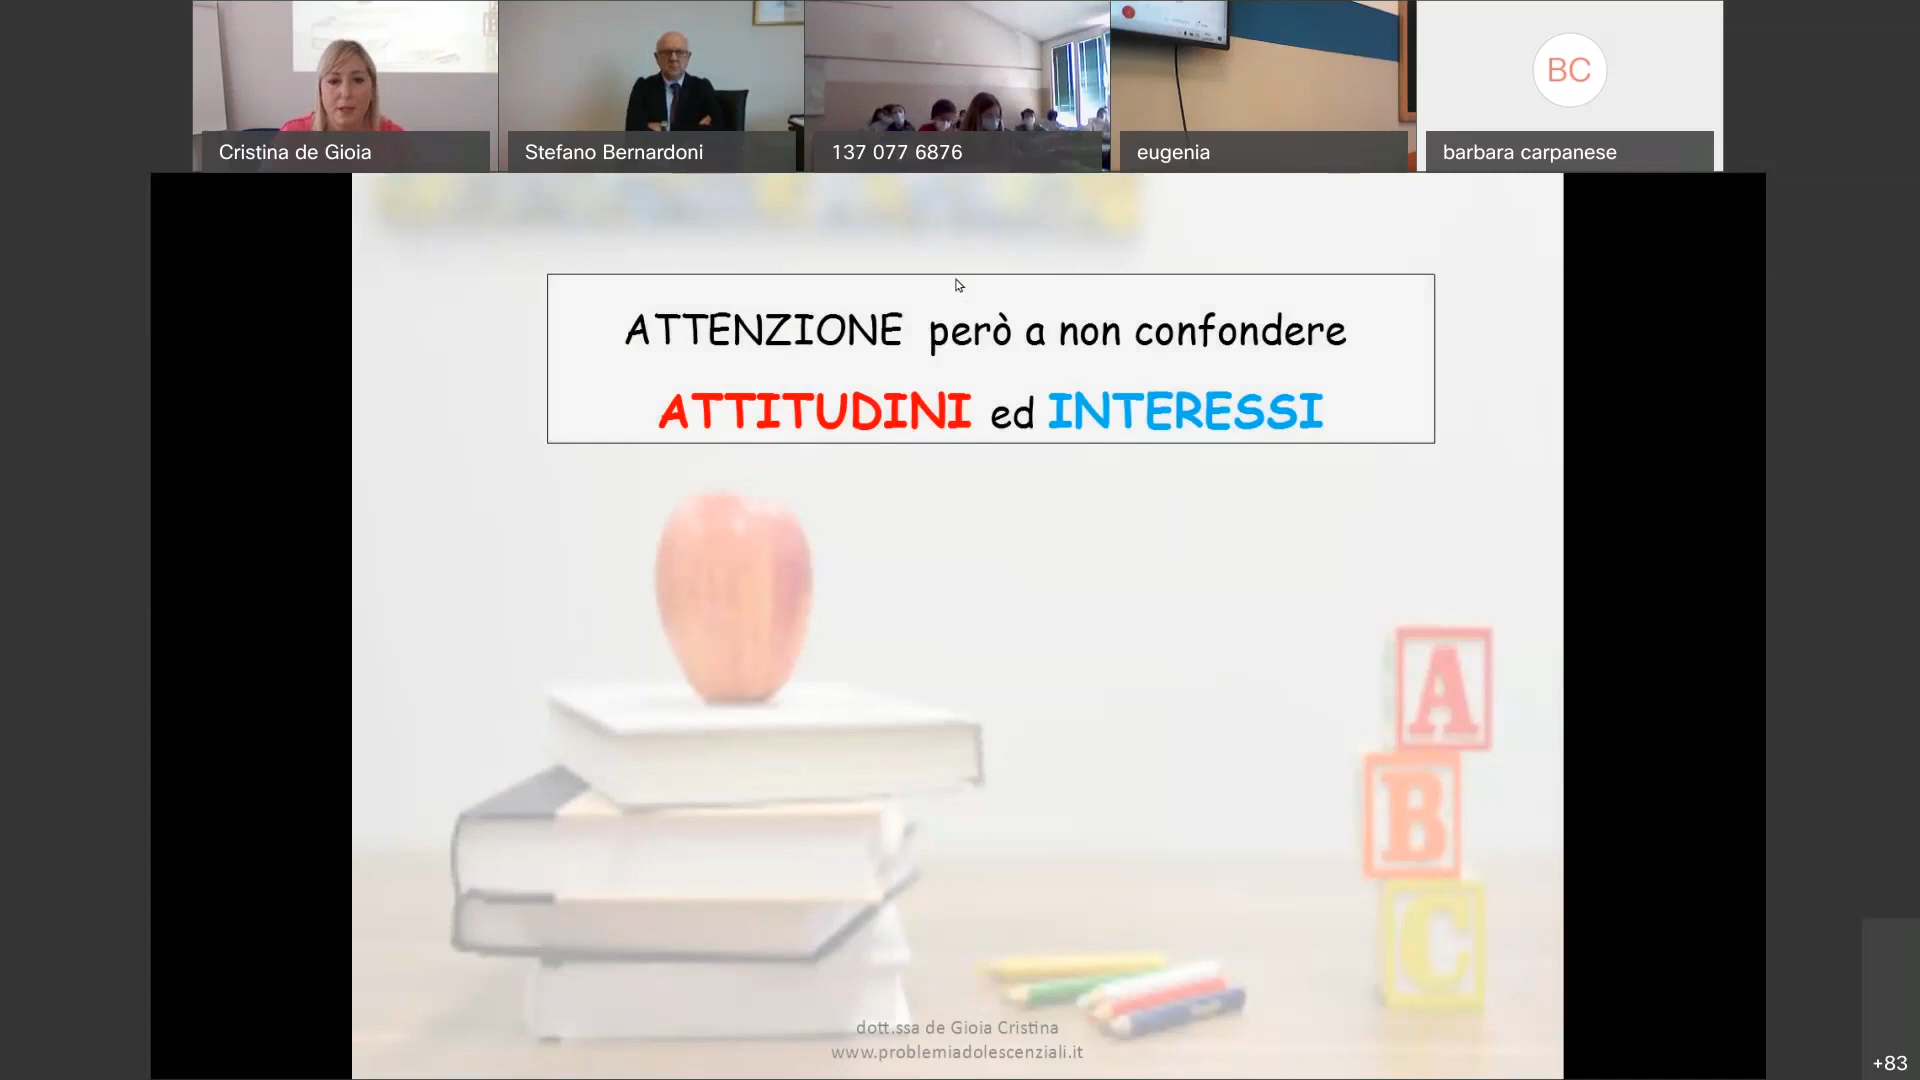 Cristina de Gioia
Stefano Bernardoni
137 077 6876
eugenia
BC
barbara carpanese
ATTENZIONE però a non confondere
ATTITUDINI ed INTERESSI
A
B
C
dott.ssa de Gioia Cristina
www.problemiadolescenziali.it
+83